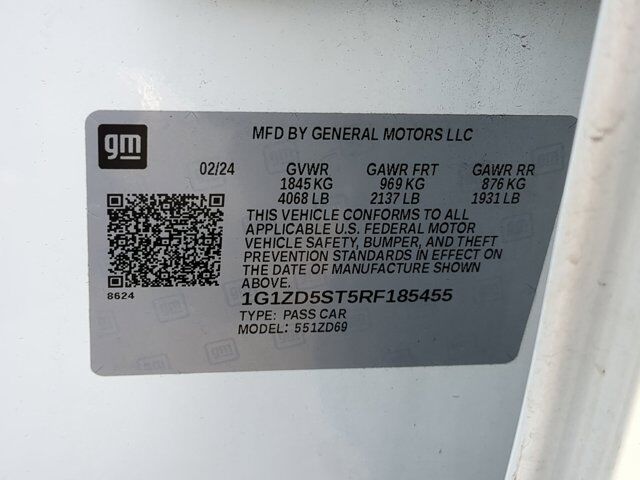 gm
MFD BY GENERAL MOTORS LLC
02/24 GVWR GAWR FRT GAWR RR
1845 KG 969 KG 876 KG
4068 LB 2137 LB 1931 LB
THIS VEHICLE CONFORMS TO ALL
APPLICABLE U.S. FEDERAL MOTOR
VEHICLE SAFETY, BUMPER, AND THEFT
PREVENTION STANDARDS IN EFFECT ON
THE DATE OF MANUFACTURE SHOWN
ABOVE.
8624
1G1ZD5ST5RF185455
TYPE: PASS CAR
MODEL: 551ZD69